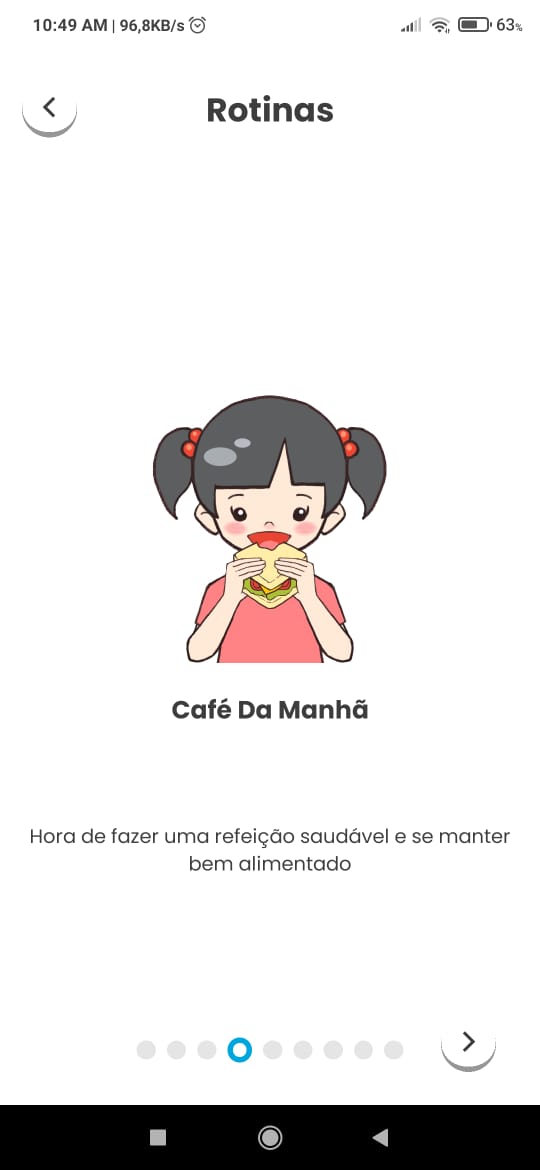 10:49 AM | 96,8KB/s
63%
Rotinas
Café Da Manhã
Hora de fazer uma refeição saudável e se manter
bem alimentado